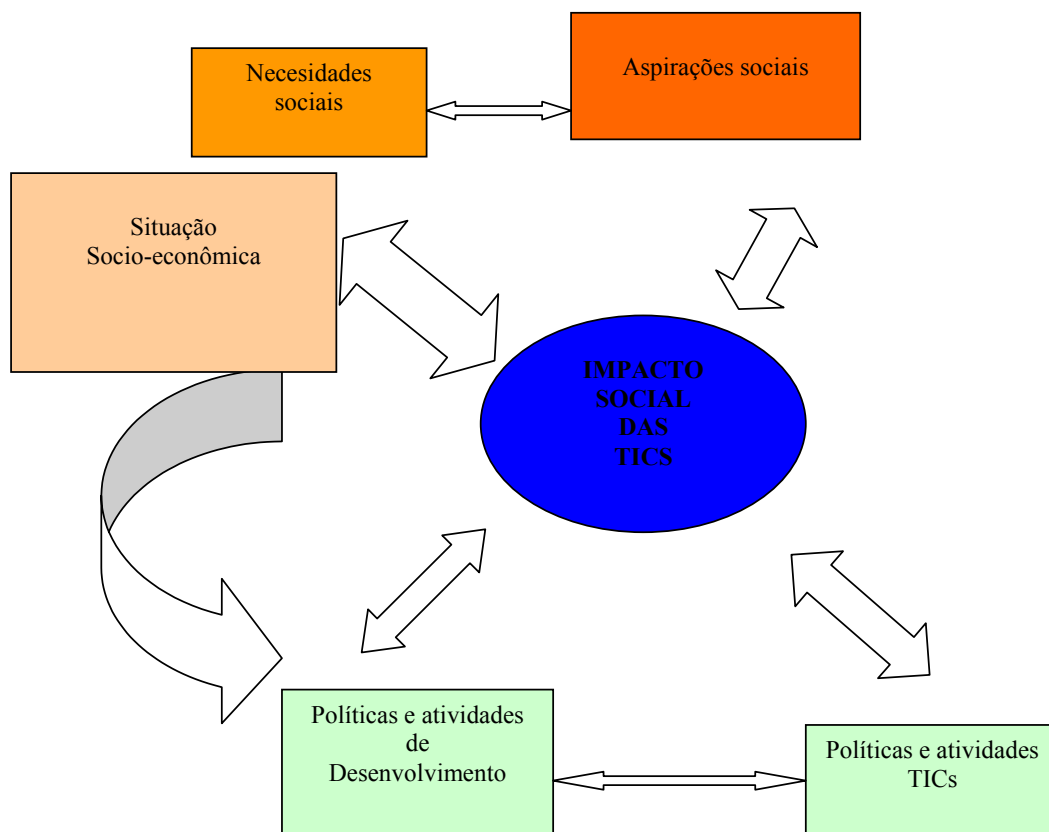 Necesidades
sociais
Aspirações sociais
Situação
Socio-econômica
IMPACTO
SOCIAL
DAS
TICS
Políticas e atividades
de
Desenvolvimento
Políticas e atividades
TICs